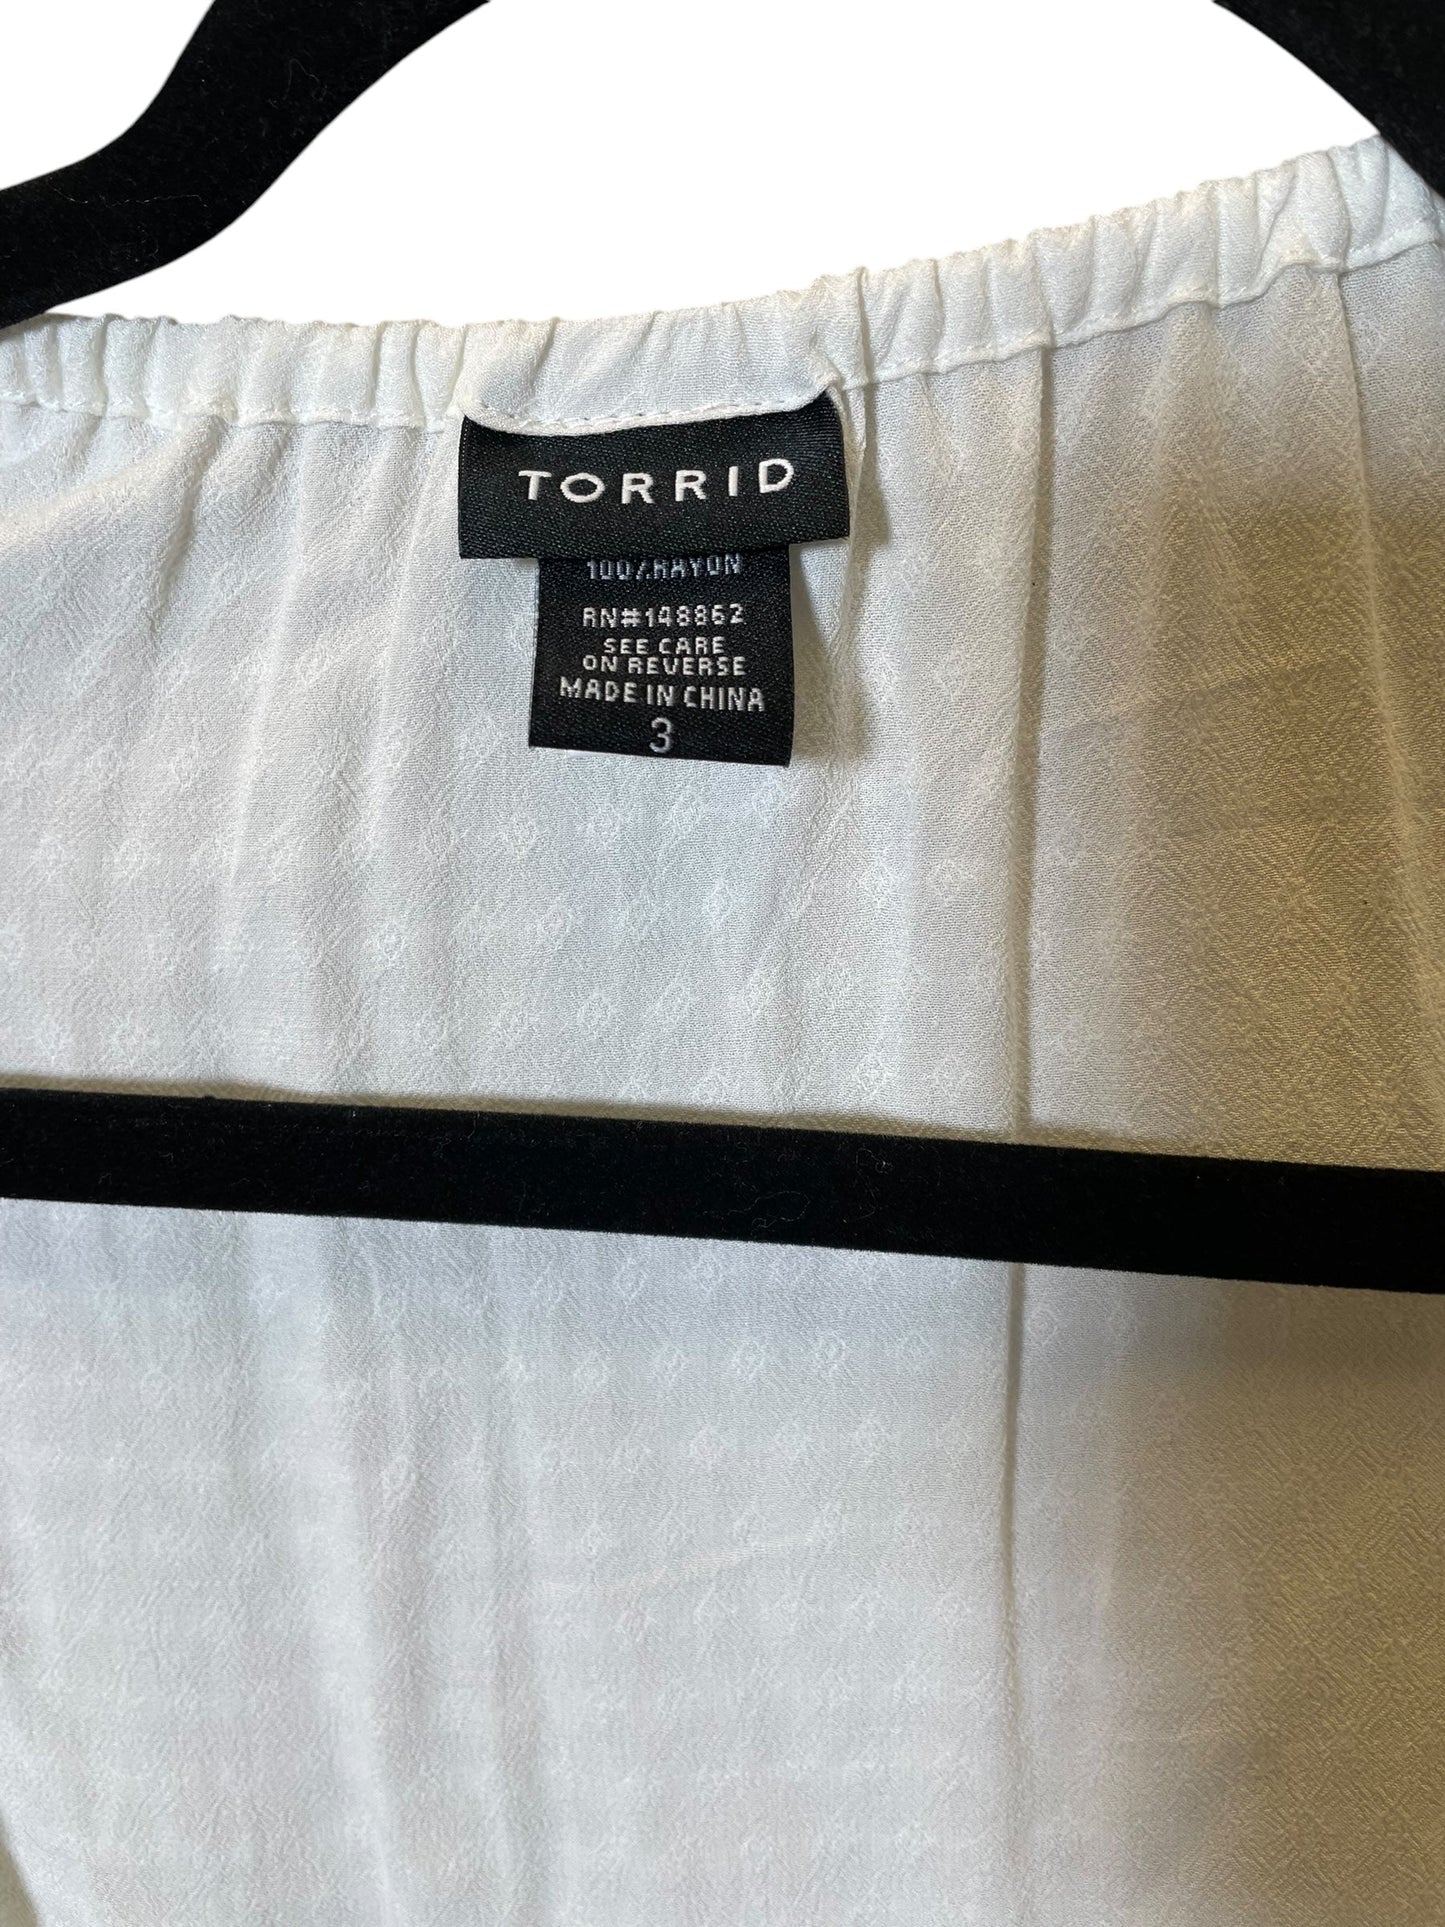 TORRID
100% RAYON
RN#148862
SEE CARE
ON REVERSE
MADE IN CHINA
3